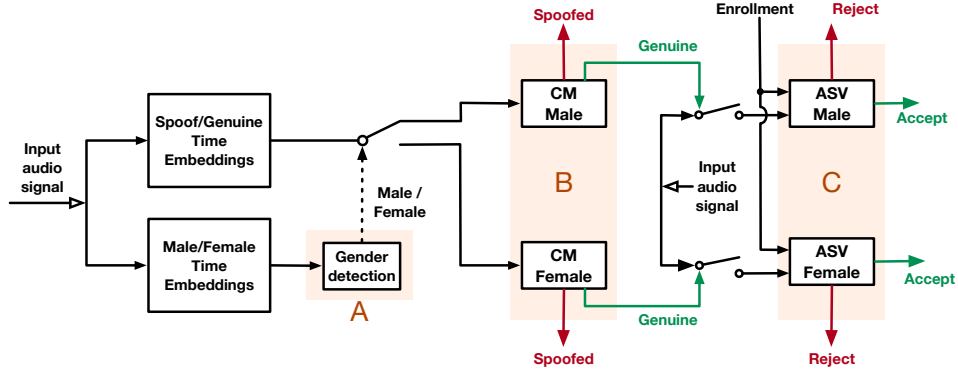 Spoofed
Enrollment
Reject
Genuine
CM
Male
ASV
Male
Accept
Spoof/Genuine
Time
Embeddings
Input
audio
signal
Male /
Female
B
Input
audio
signal
C
Male/Female
Time
Embeddings
Gender
detection
A
CM
Female
ASV
Female
Accept
Genuine
Spoofed
Reject